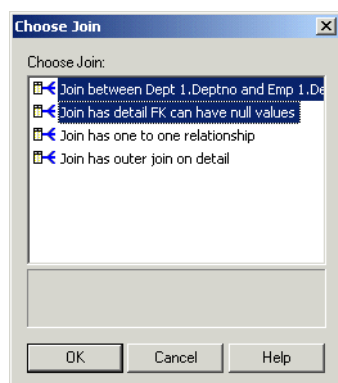 Choose Join
Choose Join:
Join between Dept 1.Deptno and Emp 1.De
Join has detail FK can have null values
Join has one to one relationship
Join has outer join on detail
OK Cancel Help